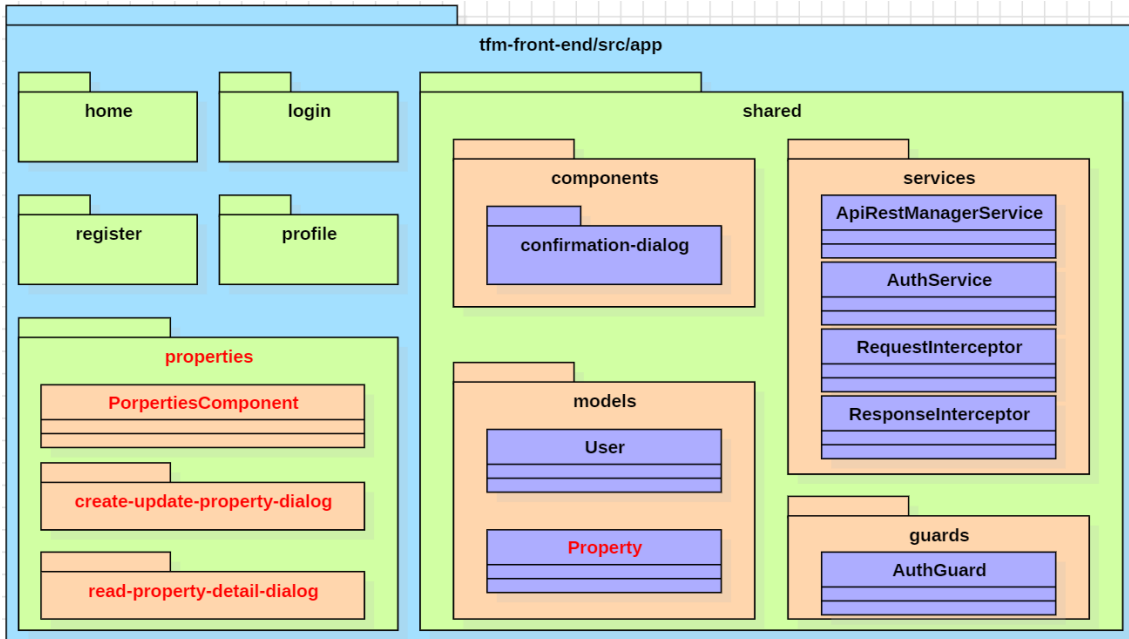 tfm-front-end/src/app
home
login
register
profile
properties
PorpertiesComponent
create-update-property-dialog
read-property-detail-dialog
shared
components
confirmation-dialog
models
User
Property
services
ApiRestManagerService
AuthService
RequestInterceptor
ResponseInterceptor
guards
AuthGuard